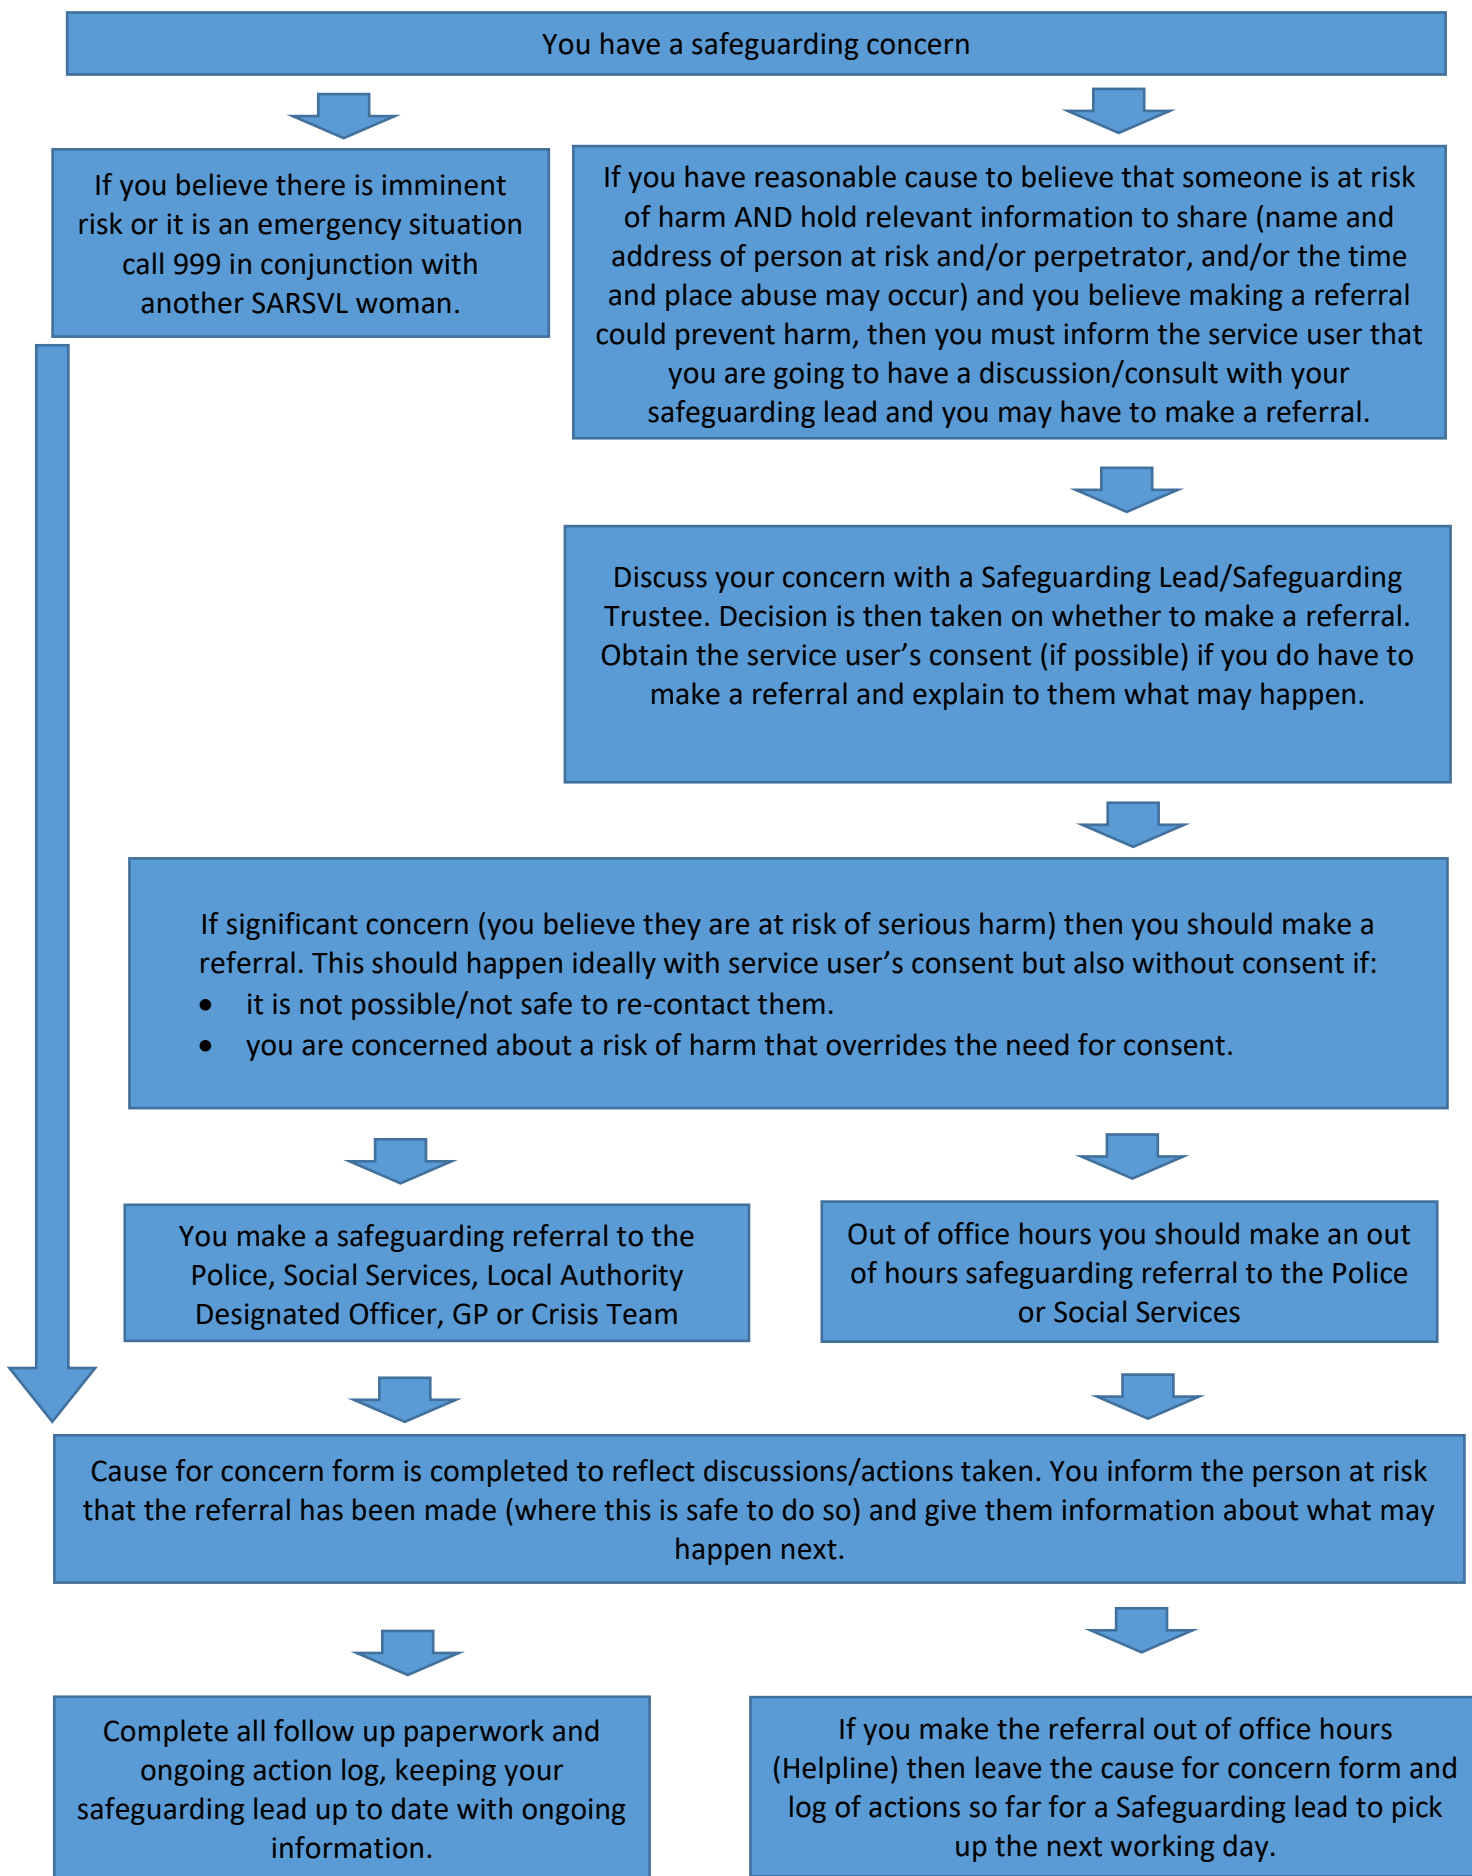 You have a safeguarding concern
If you believe there is imminent
risk or it is an emergency situation
call 999 in conjunction with
another SARSVL woman.
If you have reasonable cause to believe that someone is at risk
of harm AND hold relevant information to share (name and
address of person at risk and/or perpetrator, and/or the time
and place abuse may occur) and you believe making a referral
could prevent harm, then you must inform the service user that
you are going to have a discussion/consult with your
safeguarding lead and you may have to make a referral.
Discuss your concern with a Safeguarding Lead/Safeguarding
Trustee. Decision is then taken on whether to make a referral.
Obtain the service user’s consent (if possible) if you do have to
make a referral and explain to them what may happen.
If significant concern (you believe they are at risk of serious harm) then you should make a
referral. This should happen ideally with service user’s consent but also without consent if:
• it is not possible/not safe to re-contact them.
• you are concerned about a risk of harm that overrides the need for consent.
You make a safeguarding referral to the
Police, Social Services, Local Authority
Designated Officer, GP or Crisis Team
Out of office hours you should make an out
of hours safeguarding referral to the Police
or Social Services
Cause for concern form is completed to reflect discussions/actions taken. You inform the person at risk
that the referral has been made (where this is safe to do so) and give them information about what may
happen next.
Complete all follow up paperwork and
ongoing action log, keeping your
safeguarding lead up to date with ongoing
information.
If you make the referral out of office hours
(Helpline) then leave the cause for concern form and
log of actions so far for a Safeguarding lead to pick
up the next working day.